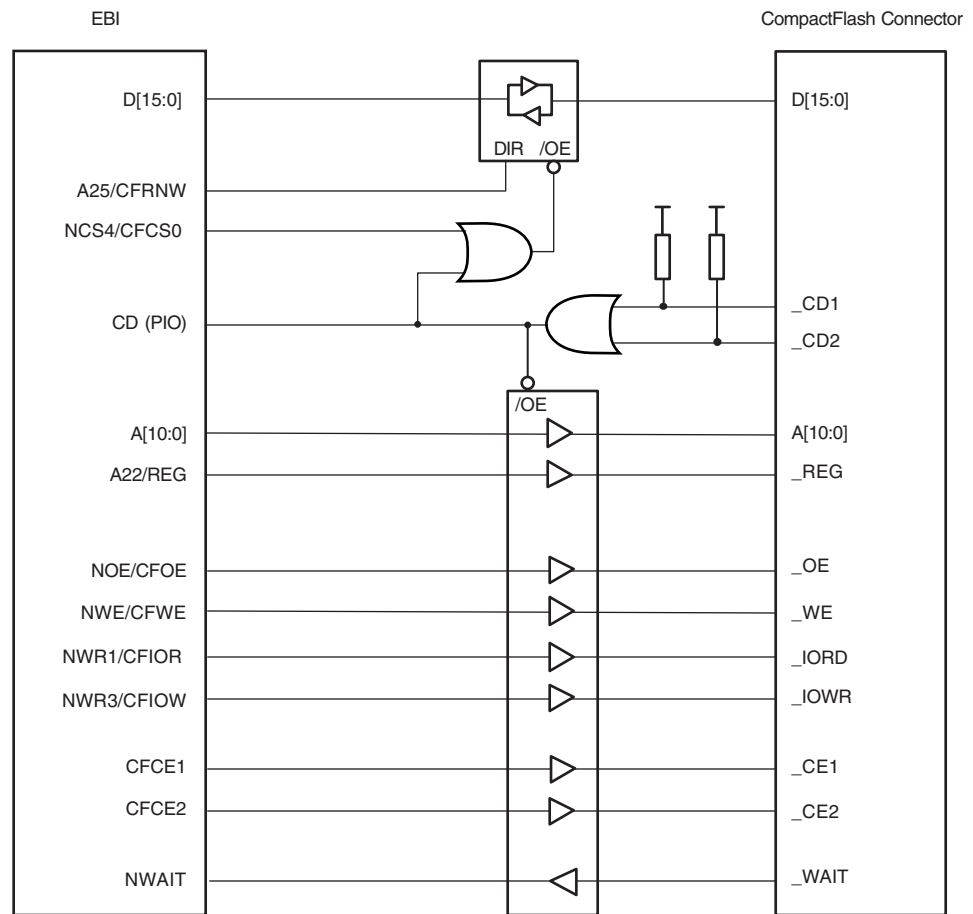 EBI
CompactFlash Connector
D[15:0]
D[15:0]
DIR /OE
A25/CFRNW
NCS4/CFCS0
_CD1
CD (PIO)
_CD2
/OE
A[10:0]
A[10:0]
A22/REG
_REG
NOE/CFOE
_OE
NWE/CFWE
_WE
NWR1/CFIOR
_IORD
NWR3/CFIOW
_IOWR
CFCE1
_CE1
CFCE2
_CE2
NWAIT
_WAIT